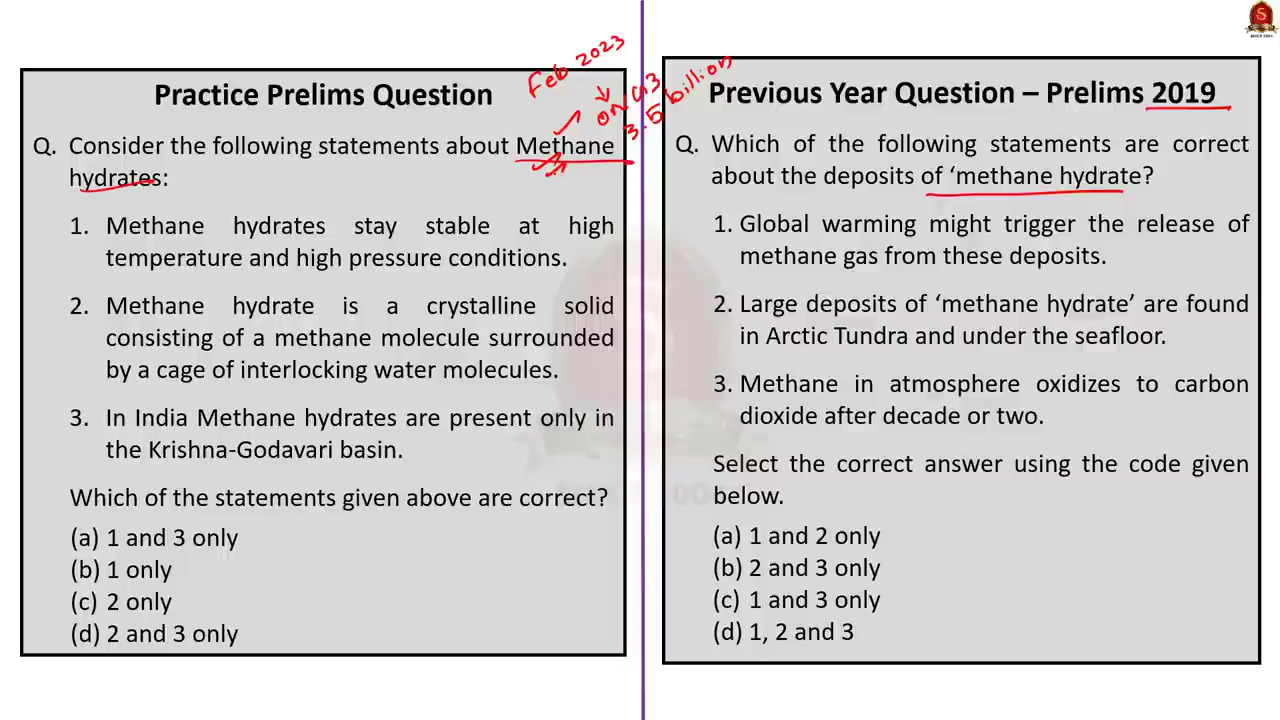 Feb 2023
ONG3
3.5 billion
Practice Prelims Question
Q. Consider the following statements about Methane
hydrates:
1. Methane hydrates stay stable at high
temperature and high pressure conditions.
2. Methane hydrate is a crystalline solid
consisting of a methane molecule surrounded
by a cage of interlocking water molecules.
3. In India Methane hydrates are present only in
the Krishna-Godavari basin.
Which of the statements given above are correct?
(a) 1 and 3 only
(b) 1 only
(c) 2 only
(d) 2 and 3 only
Previous Year Question – Prelims 2019
Q. Which of the following statements are correct
about the deposits of ‘methane hydrate?
1. Global warming might trigger the release of
methane gas from these deposits.
2. Large deposits of ‘methane hydrate’ are found
in Arctic Tundra and under the seafloor.
3. Methane in atmosphere oxidizes to carbon
dioxide after decade or two.
Select the correct answer using the code given
below.
(a) 1 and 2 only
(b) 2 and 3 only
(c) 1 and 3 only
(d) 1, 2 and 3